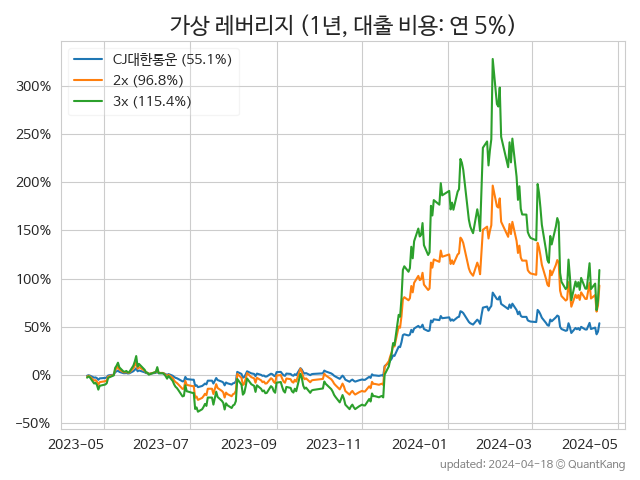 가상 레버리지 (1년, 대출 비용: 연 5%)
CJ대한통운 (55.1%)
2x (96.8%)
3x (115.4%)
300%
250%
200%
150%
100%
50%
0%
−50%
2023-05 2023-07 2023-09 2023-11 2024-01 2024-03 2024-05
updated: 2024-04-18 © QuantKang